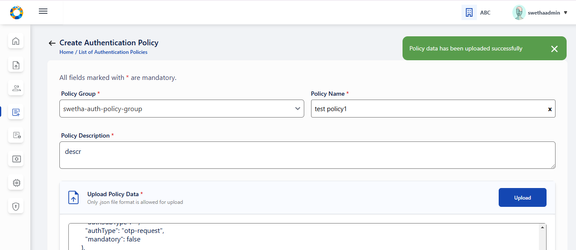 ABC
swethaadmin
Create Authentication Policy
Home / List of Authentication Policies
Policy data has been uploaded successfully
All fields marked with * are mandatory.
Policy Group *
Policy Name *
swetha-auth-policy-group
test policy1
Policy Description *
descr
Upload Policy Data *
Only .json file format is allowed for upload
Upload
"authType": "otp-request",
"mandatory": false